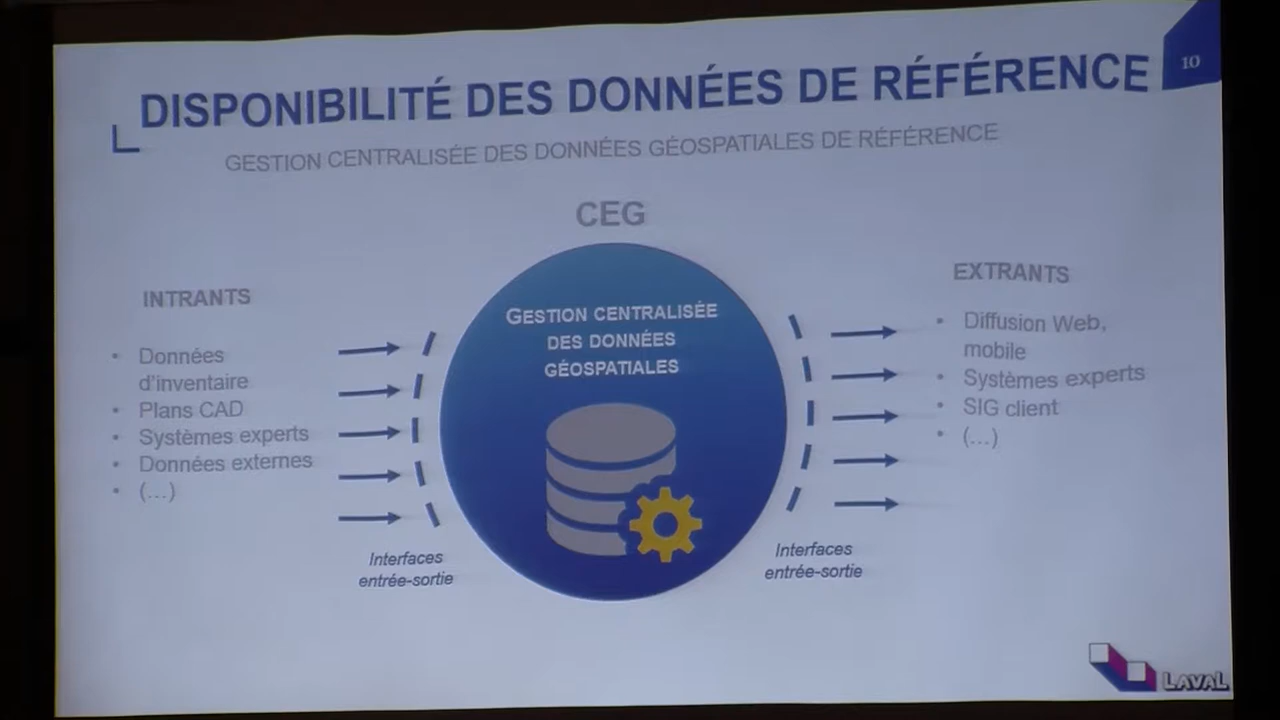 10
DISPONIBILITÉ DES DONNÉES DE RÉFÉRENCE
GESTION CENTRALISÉE DES DONNÉES GÉOSPATIALES DE RÉFÉRENCE
CEG
INTRANTS
• Données
d'inventaire
• Plans CAD
• Systèmes experts
• Données externes
• (...)
Interfaces
entrée-sortie
GESTION CENTRALISÉE
DES DONNÉES
GÉOSPATIALES
Interfaces
entrée-sortie
EXTRANTS
• Diffusion Web,
mobile
• Systèmes experts
• SIG client
• (...)
LAVAL